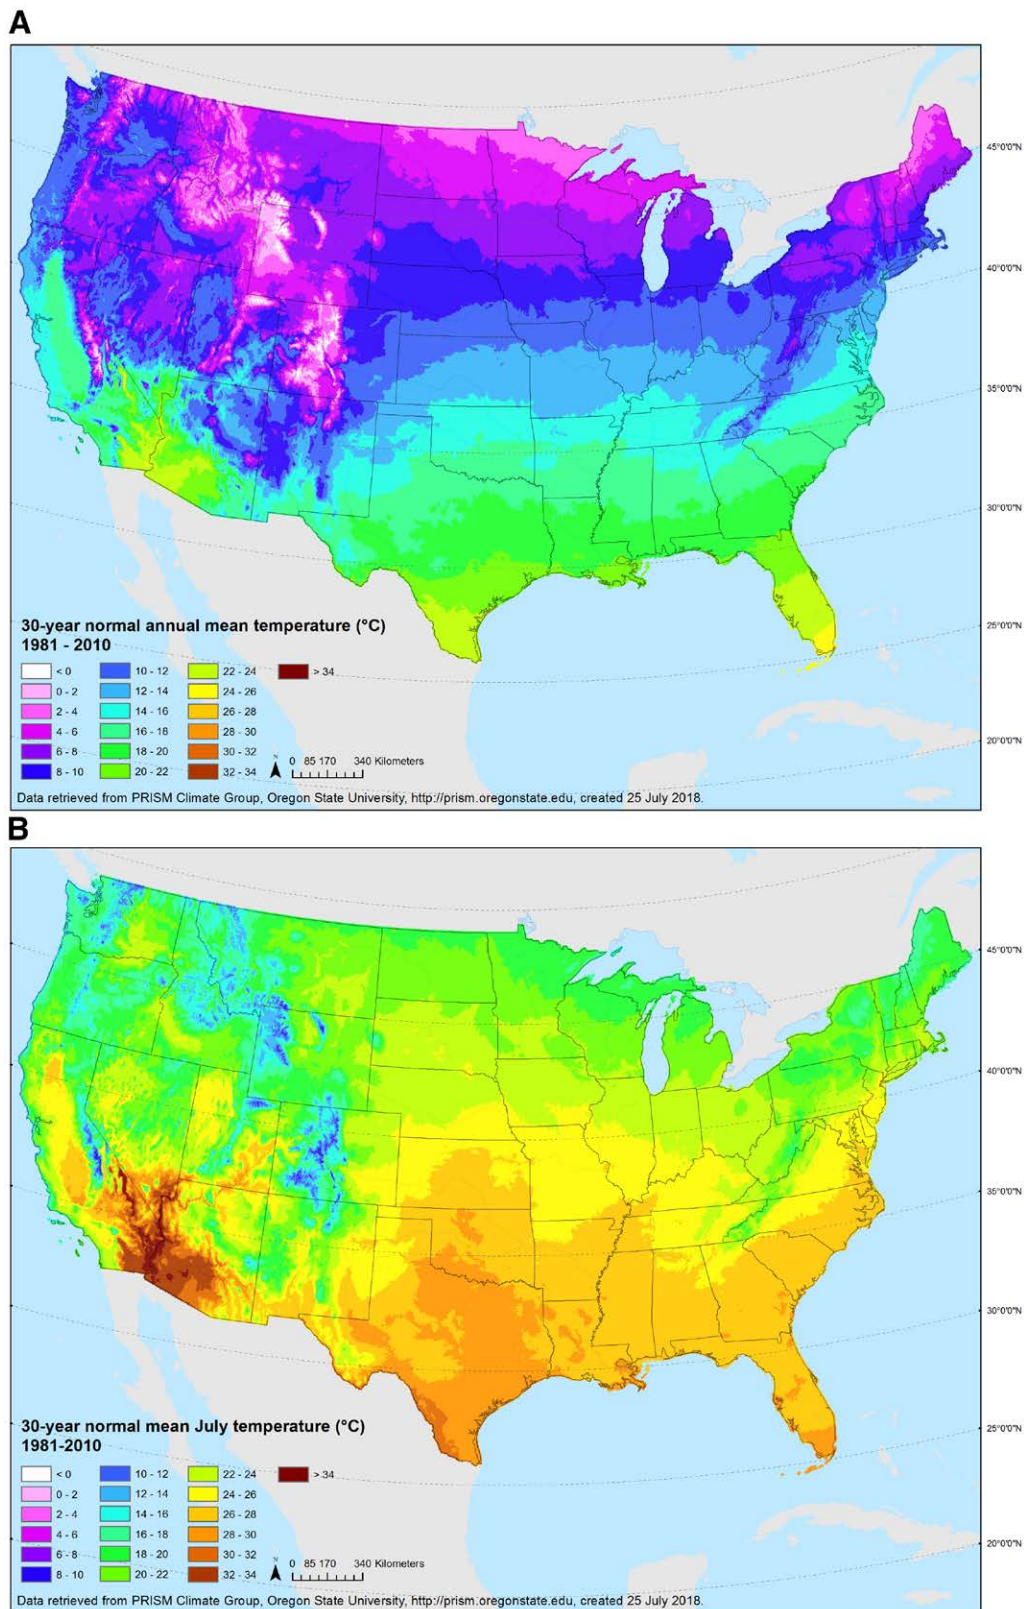 A
45°0'0"N
40°0'0"N
35°0'0"N
30°0'0"N
25°0'0"N
20°0'0"N
30-year normal annual mean temperature (°C)
1981 - 2010
< 0 10 - 12 22 - 24 > 34
0 - 2 12 - 14 24 - 26
2 - 4 14 - 16 26 - 28
4 - 6 16 - 18 28 - 30
6 - 8 18 - 20 30 - 32
8 - 10 20 - 22 32 - 34
N
0 85 170 340 Kilometers
Data retrieved from PRISM Climate Group, Oregon State University, http://prism.oregonstate.edu, created 25 July 2018.
B
45°0'0"N
40°0'0"N
35°0'0"N
30°0'0"N
25°0'0"N
20°0'0"N
30-year normal mean July temperature (°C)
1981-2010
< 0 10 - 12 22 - 24 > 34
0 - 2 12 - 14 24 - 26
2 - 4 14 - 16 26 - 28
4 - 6 16 - 18 28 - 30
6 - 8 18 - 20 30 - 32
8 - 10 20 - 22 32 - 34
N
0 85 170 340 Kilometers
Data retrieved from PRISM Climate Group, Oregon State University, http://prism.oregonstate.edu, created 25 July 2018.